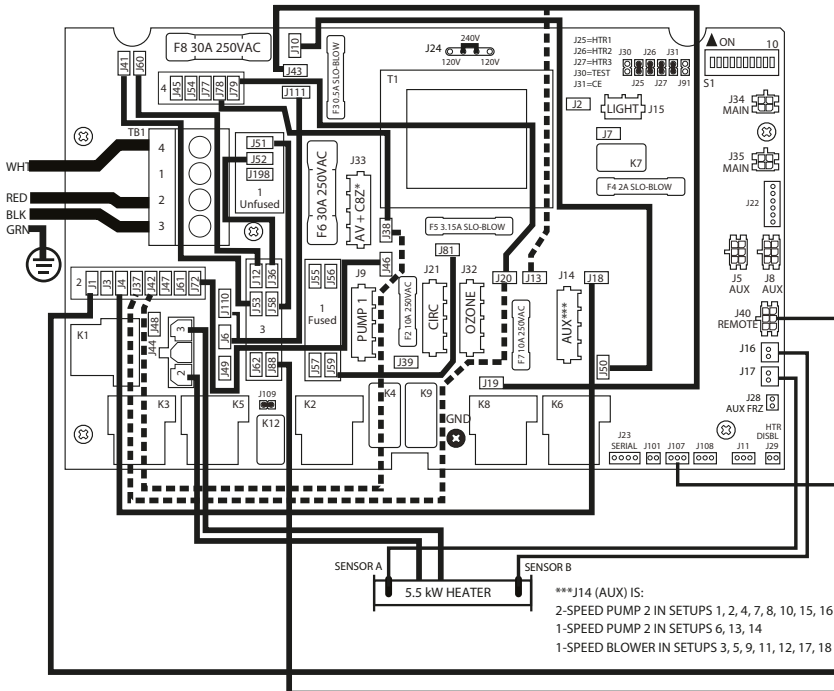 F8 30A 250VAC
J10
J24
240V
120V 120V
J25=HTR1
J26=HTR2
J27=HTR3
J30=TEST
J31=CE
J30 J26 J31
J25 J27 J91
ON
10
S1
J41
J60
J43
4
J45
J54
J77
J78
J79
J111
F3 0.5A SLO-BLOW
T1
J2
LIGHT
J15
J34
MAIN
J7
K7
J35
MAIN
TB1
4
1
2
3
J51
J52
J198
1
Unfused
F6 30A 250VAC
J33
AV + C8Z*
F4 2A SLO-BLOW
J22
WHT
RED
BLK
GRN
J38
F5 3.15A SLO-BLOW
J5
AUX
J8
AUX
2
J1
J3
J4
J37
J42
J47
J61
J72
J12
J36
J53
J58
3
J62
J88
J110
J6
J49
J55
J56
1
Fused
J57
J59
J46
J9
PUMP 1
F2 10A 250VAC
J81
J21
CIRC
J32
OZONE
J20
J13
F7 10A 250VAC
J14
AUX***
J18
J40
REMOTE
K1
J48
J44
3
2
J39
J19
J50
J16
J17
J28
AUX FRZ
K3
K5
J109
K12
K2
K4
K9
GND
K8
K6
J23
SERIAL
J101
J107
J108
J11
HTR
DISBL
J29
SENSOR A
SENSOR B
5.5 kW HEATER
***J14 (AUX) IS:
2-SPEED PUMP 2 IN SETUPS 1, 2, 4, 7, 8, 10, 15, 16
1-SPEED PUMP 2 IN SETUPS 6, 13, 14
1-SPEED BLOWER IN SETUPS 3, 5, 9, 11, 12, 17, 18